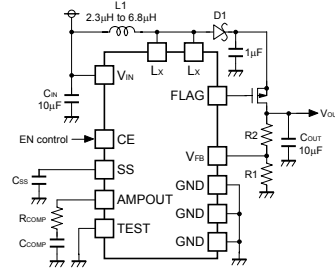 L1
2.3µH to 6.8µH
D1
Lx
Lx
1µF
VIN
CIN
10µF
FLAG
VOU
R2
COUT
10µF
EN control
CE
VFB
R1
SS
CSS
GND
AMPOUT
RCOMP
GND
TEST
CCOMP
GND